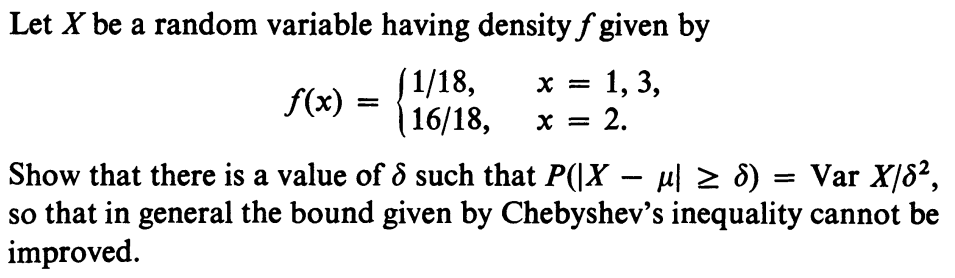 Let X be a random variable having density f given by
f(x) = { 1/18, x = 1, 3,
16/18, x = 2.
Show that there is a value of δ such that P(|X − μ| ≥ δ) = Var X/δ²,
so that in general the bound given by Chebyshev's inequality cannot be
improved.